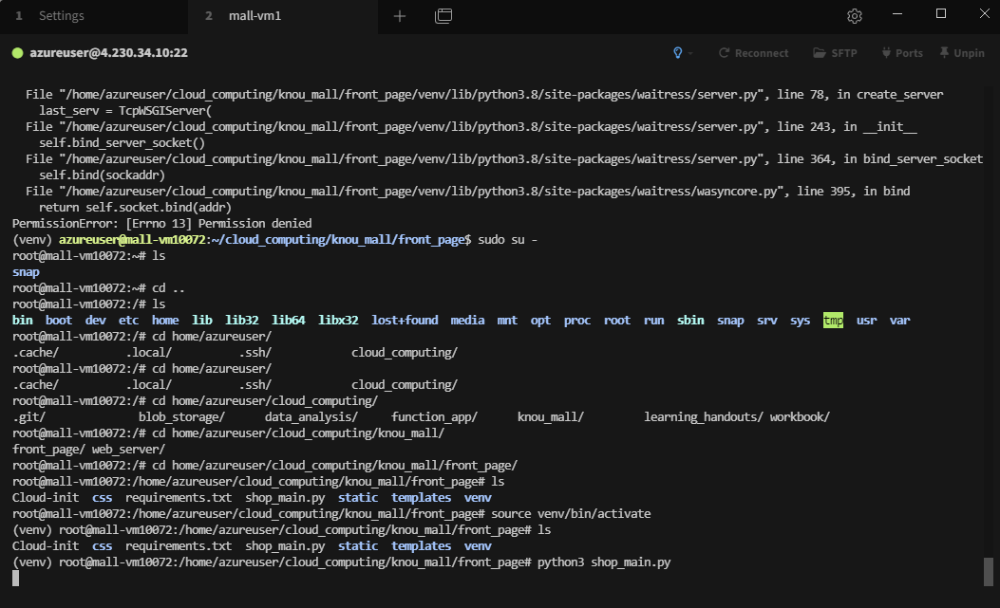 1 Settings
2 mall-vm1
azureuser@4.230.34.10:22
Reconnect SFTP Ports Unpin
File "/home/azureuser/cloud_computing/knou_mall/front_page/venv/lib/python3.8/site-packages/waitress/server.py", line 78, in create_server
last_serv = TcpWSGIServer(
File "/home/azureuser/cloud_computing/knou_mall/front_page/venv/lib/python3.8/site-packages/waitress/server.py", line 243, in __init__
self.bind_server_socket()
File "/home/azureuser/cloud_computing/knou_mall/front_page/venv/lib/python3.8/site-packages/waitress/server.py", line 364, in bind_server_socket
self.bind(sockaddr)
File "/home/azureuser/cloud_computing/knou_mall/front_page/venv/lib/python3.8/site-packages/waitress/wasyncore.py", line 395, in bind
return self.socket.bind(addr)
PermissionError: [Errno 13] Permission denied
(venv) azureuser@mall-vm10072:~/cloud_computing/knou_mall/front_page$ sudo su -
root@mall-vm10072:~# ls
snap
root@mall-vm10072:~# cd ..
root@mall-vm10072:/# ls
bin boot dev etc home lib lib32 lib64 libx32 lost+found media mnt opt proc root run sbin snap srv sys tmp usr var
root@mall-vm10072:/# cd home/azureuser/
.cache/ .local/ .ssh/ cloud_computing/
root@mall-vm10072:/# cd home/azureuser/
.cache/ .local/ .ssh/ cloud_computing/
root@mall-vm10072:/# cd home/azureuser/cloud_computing/
.git/ blob_storage/ data_analysis/ function_app/ knou_mall/ learning_handouts/ workbook/
root@mall-vm10072:/# cd home/azureuser/cloud_computing/knou_mall/
front_page/ web_server/
root@mall-vm10072:/# cd home/azureuser/cloud_computing/knou_mall/front_page/
root@mall-vm10072:/home/azureuser/cloud_computing/knou_mall/front_page# ls
Cloud-init css requirements.txt shop_main.py static templates venv
root@mall-vm10072:/home/azureuser/cloud_computing/knou_mall/front_page# source venv/bin/activate
(venv) root@mall-vm10072:/home/azureuser/cloud_computing/knou_mall/front_page# ls
Cloud-init css requirements.txt shop_main.py static templates venv
(venv) root@mall-vm10072:/home/azureuser/cloud_computing/knou_mall/front_page# python3 shop_main.py